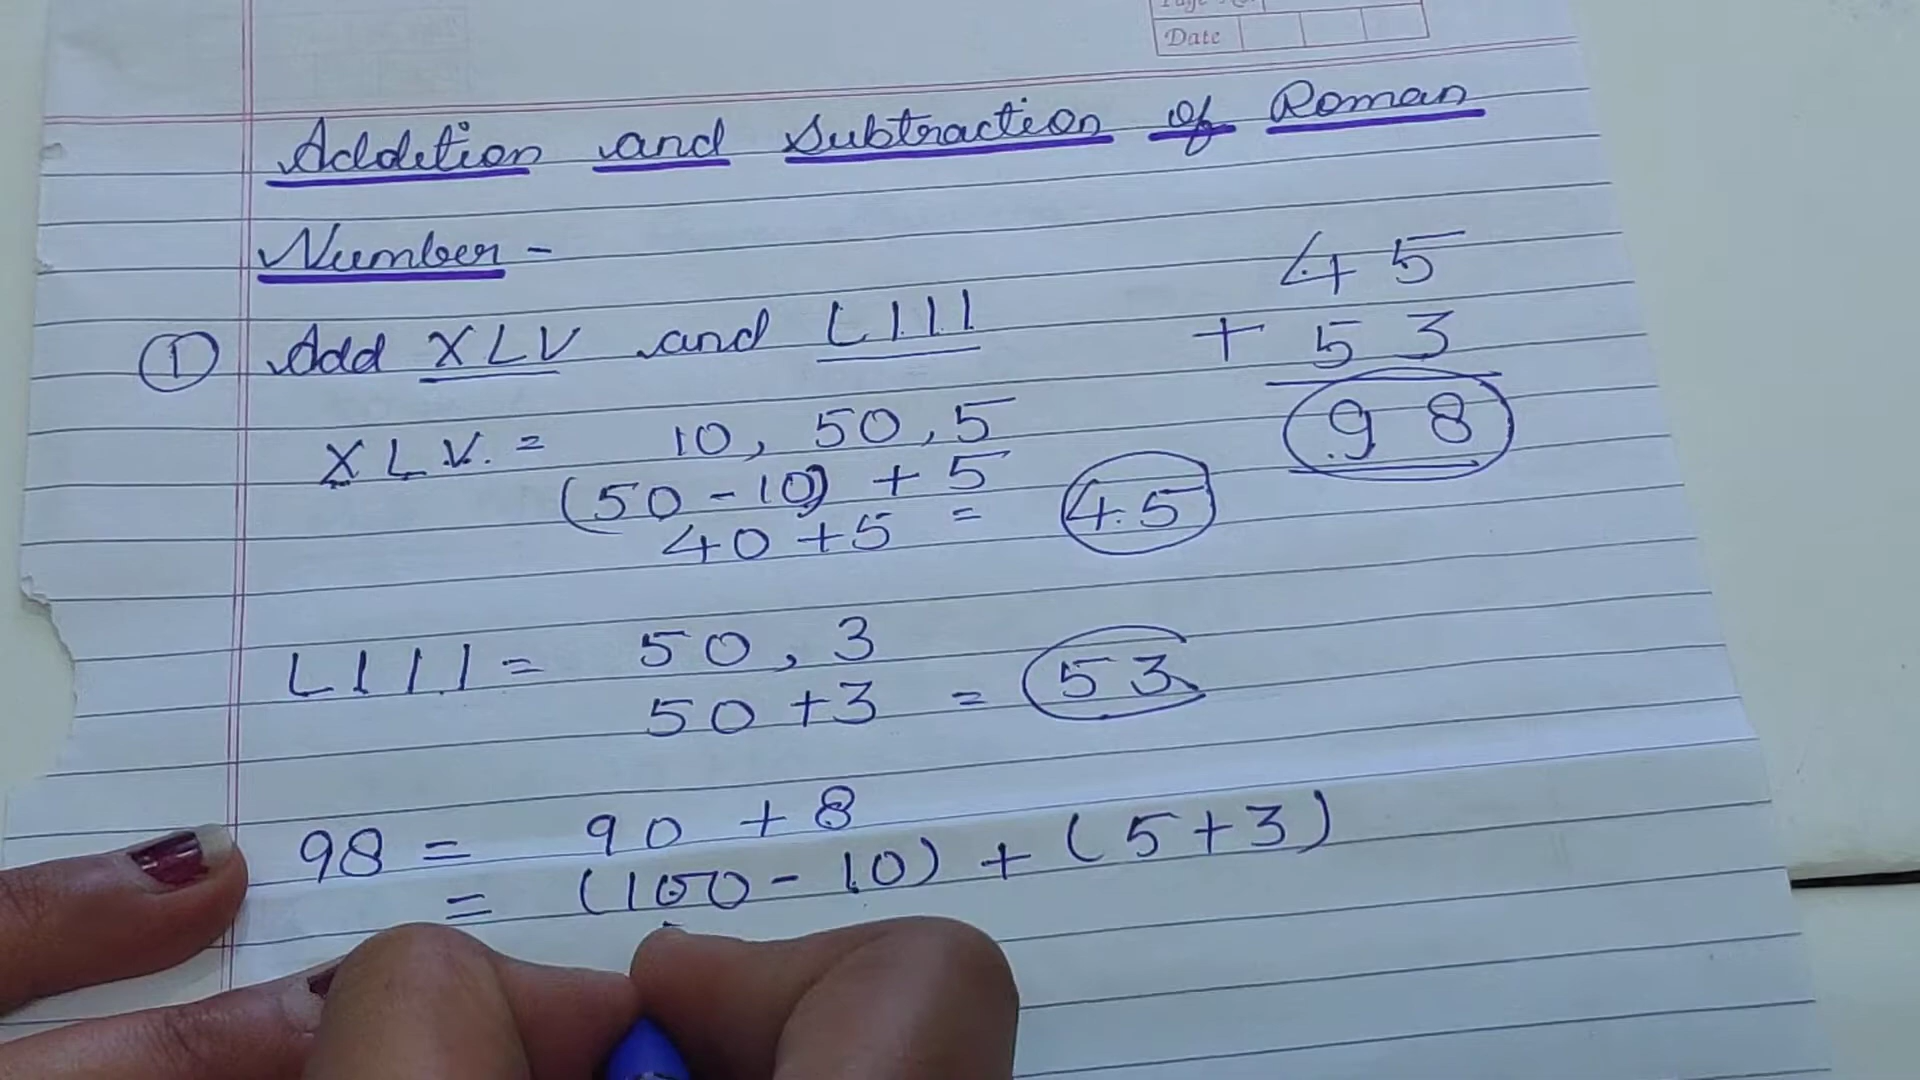 Date
Addition and Subtraction of Roman
Number -
① Add XLV and LIII
45
+ 53
98
XLV. = 10, 50, 5
(50 - 10) + 5
40 + 5 = 45
LIII = 50, 3
50 + 3 = 53
98 = 90 + 8
= (100 - 10) + (5 + 3)